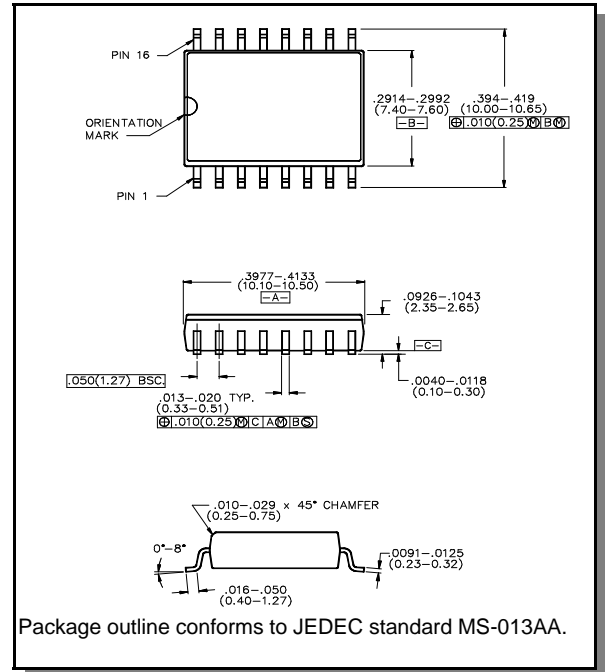 PIN 16
ORIENTATION
MARK
PIN 1
.2914-.2992
(7.40-7.60)
-B-
.394-.419
(10.00-10.65)
⌖ .010(0.25)Ⓜ B Ⓜ
.3977-.4133
(10.10-10.50)
-A-
.0926-.1043
(2.35-2.65)
-C-
.050(1.27) BSC.
.0040-.0118
(0.10-0.30)
.013-.020 TYP.
(0.33-0.51)
⌖ .010(0.25)Ⓜ C A Ⓜ B Ⓢ
.010-.029 x 45° CHAMFER
(0.25-0.75)
0°-8°
.0091-.0125
(0.23-0.32)
.016-.050
(0.40-1.27)
Package outline conforms to JEDEC standard MS-013AA.